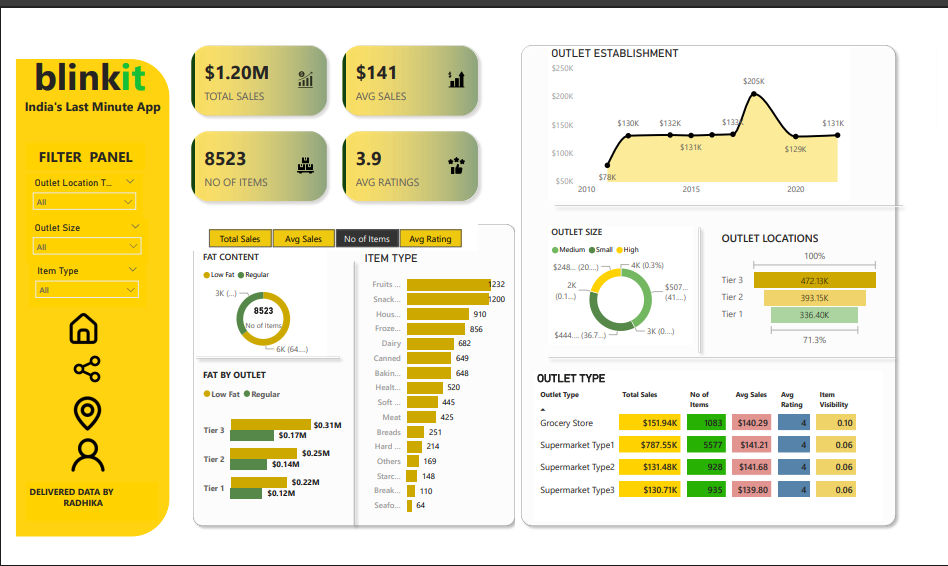 blinkit
India's Last Minute App
FILTER PANEL
Outlet Location T...
All
Outlet Size
All
Item Type
All
DELIVERED DATA BY
RADHIKA
$1.20M
TOTAL SALES
$141
AVG SALES
8523
NO OF ITEMS
3.9
AVG RATINGS
Total Sales
Avg Sales
No of Items
Avg Rating
FAT CONTENT
Low Fat Regular
3K (...)
8523
No of Items
6K (64....)
FAT BY OUTLET
Low Fat Regular
Tier 3 $0.31M
$0.17M
Tier 2 $0.25M
$0.14M
Tier 1 $0.22M
$0.12M
ITEM TYPE
Fruits ... 1232
Snack... 1200
Hous... 910
Froze... 856
Dairy 682
Canned 649
Bakin... 648
Healt... 520
Soft ... 445
Meat 425
Breads 251
Hard ... 214
Others 169
Starc... 148
Break... 110
Seafo... 64
OUTLET ESTABLISHMENT
$250K
$200K
$150K
$100K
$50K
2010 2015 2020
$78K
$130K
$132K
$131K
$133K
$205K
$129K
$131K
OUTLET SIZE
Medium Small High
$248... (20....)
4K (0.3%)
2K
(0.1...)
$507...
(41....)
$444.... (36.7...)
3K (0....)
OUTLET LOCATIONS
100%
Tier 3 472.13K
Tier 2 393.15K
Tier 1 336.40K
71.3%
OUTLET TYPE
Outlet Type Total Sales No of Items Avg Sales Avg Rating Item Visibility
Grocery Store $151.94K 1083 $140.29 4 0.10
Supermarket Type1 $787.55K 5577 $141.21 4 0.06
Supermarket Type2 $131.48K 928 $141.68 4 0.06
Supermarket Type3 $130.71K 935 $139.80 4 0.06